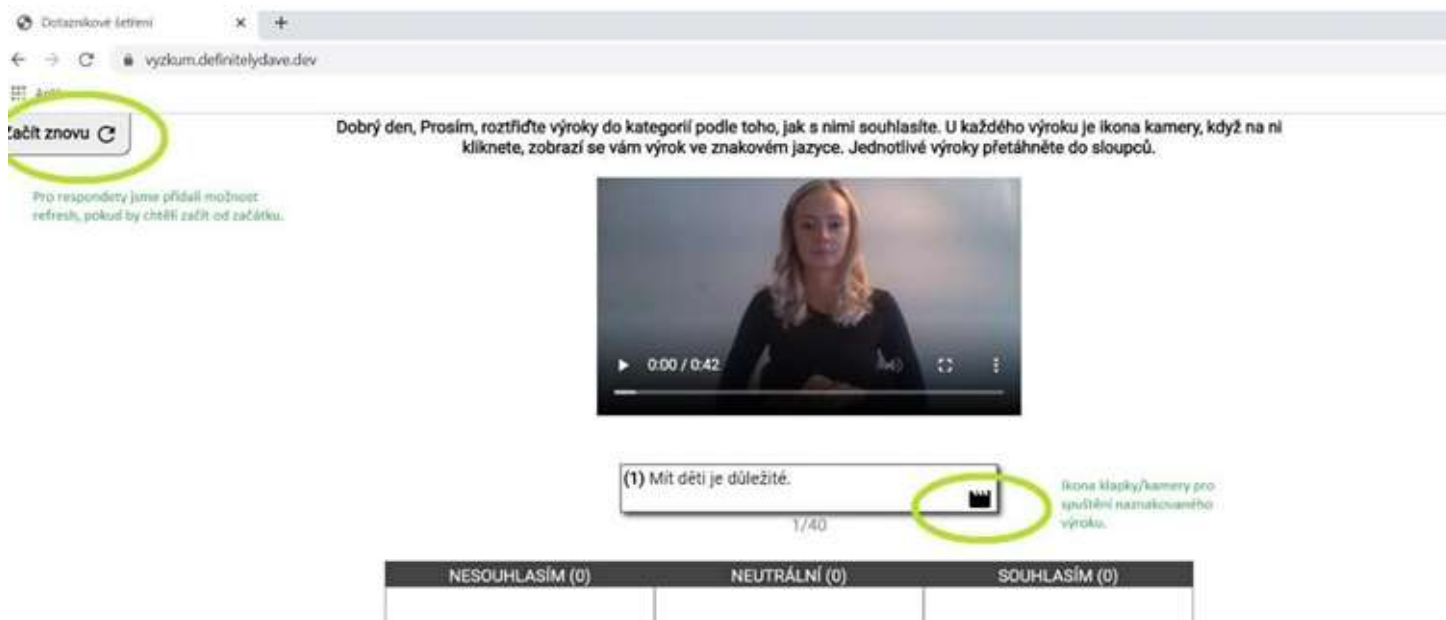 Dotazníkové šetření
vyzkum.definitelydave.dev
Začít znovu
Dobrý den, Prosím, roztřiďte výroky do kategorií podle toho, jak s nimi souhlasíte. U každého výroku je ikona kamery, když na ni
kliknete, zobrazí se vám výrok ve znakovém jazyce. Jednotlivé výroky přetáhněte do sloupců.
Pro respondety jsme přidali možnost
refresh, pokud by chtěli začít od začátku.
0:00 / 0:42
(1) Mít děti je důležité.
Ikona klapky/kamery pro
spuštění naznakovaného
výroku.
1/40
NESOUHLASÍM (0)
NEUTRÁLNÍ (0)
SOUHLASÍM (0)